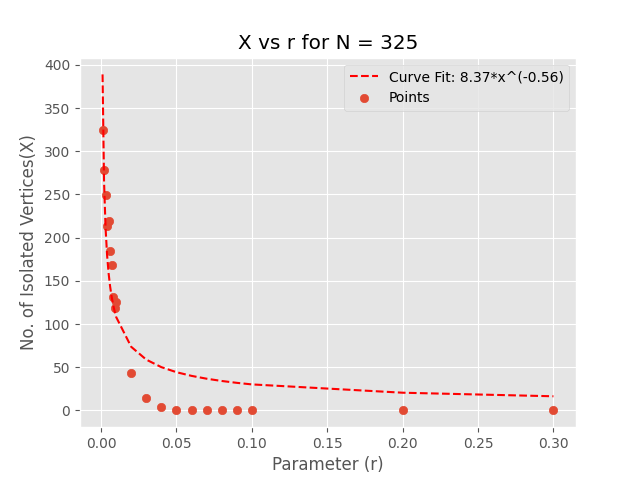 X vs r for N = 325
Curve Fit: 8.37*x^(-0.56)
Points
No. of Isolated Vertices(X)
400
350
300
250
200
150
100
50
0
0.00 0.05 0.10 0.15 0.20 0.25 0.30
Parameter (r)